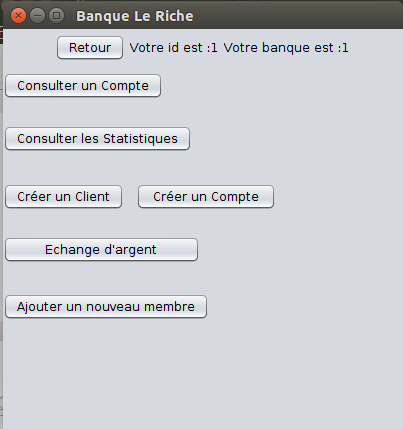 Banque Le Riche
Retour Votre id est :1 Votre banque est :1
Consulter un Compte
Consulter les Statistiques
Créer un Client Créer un Compte
Echange d'argent
Ajouter un nouveau membre